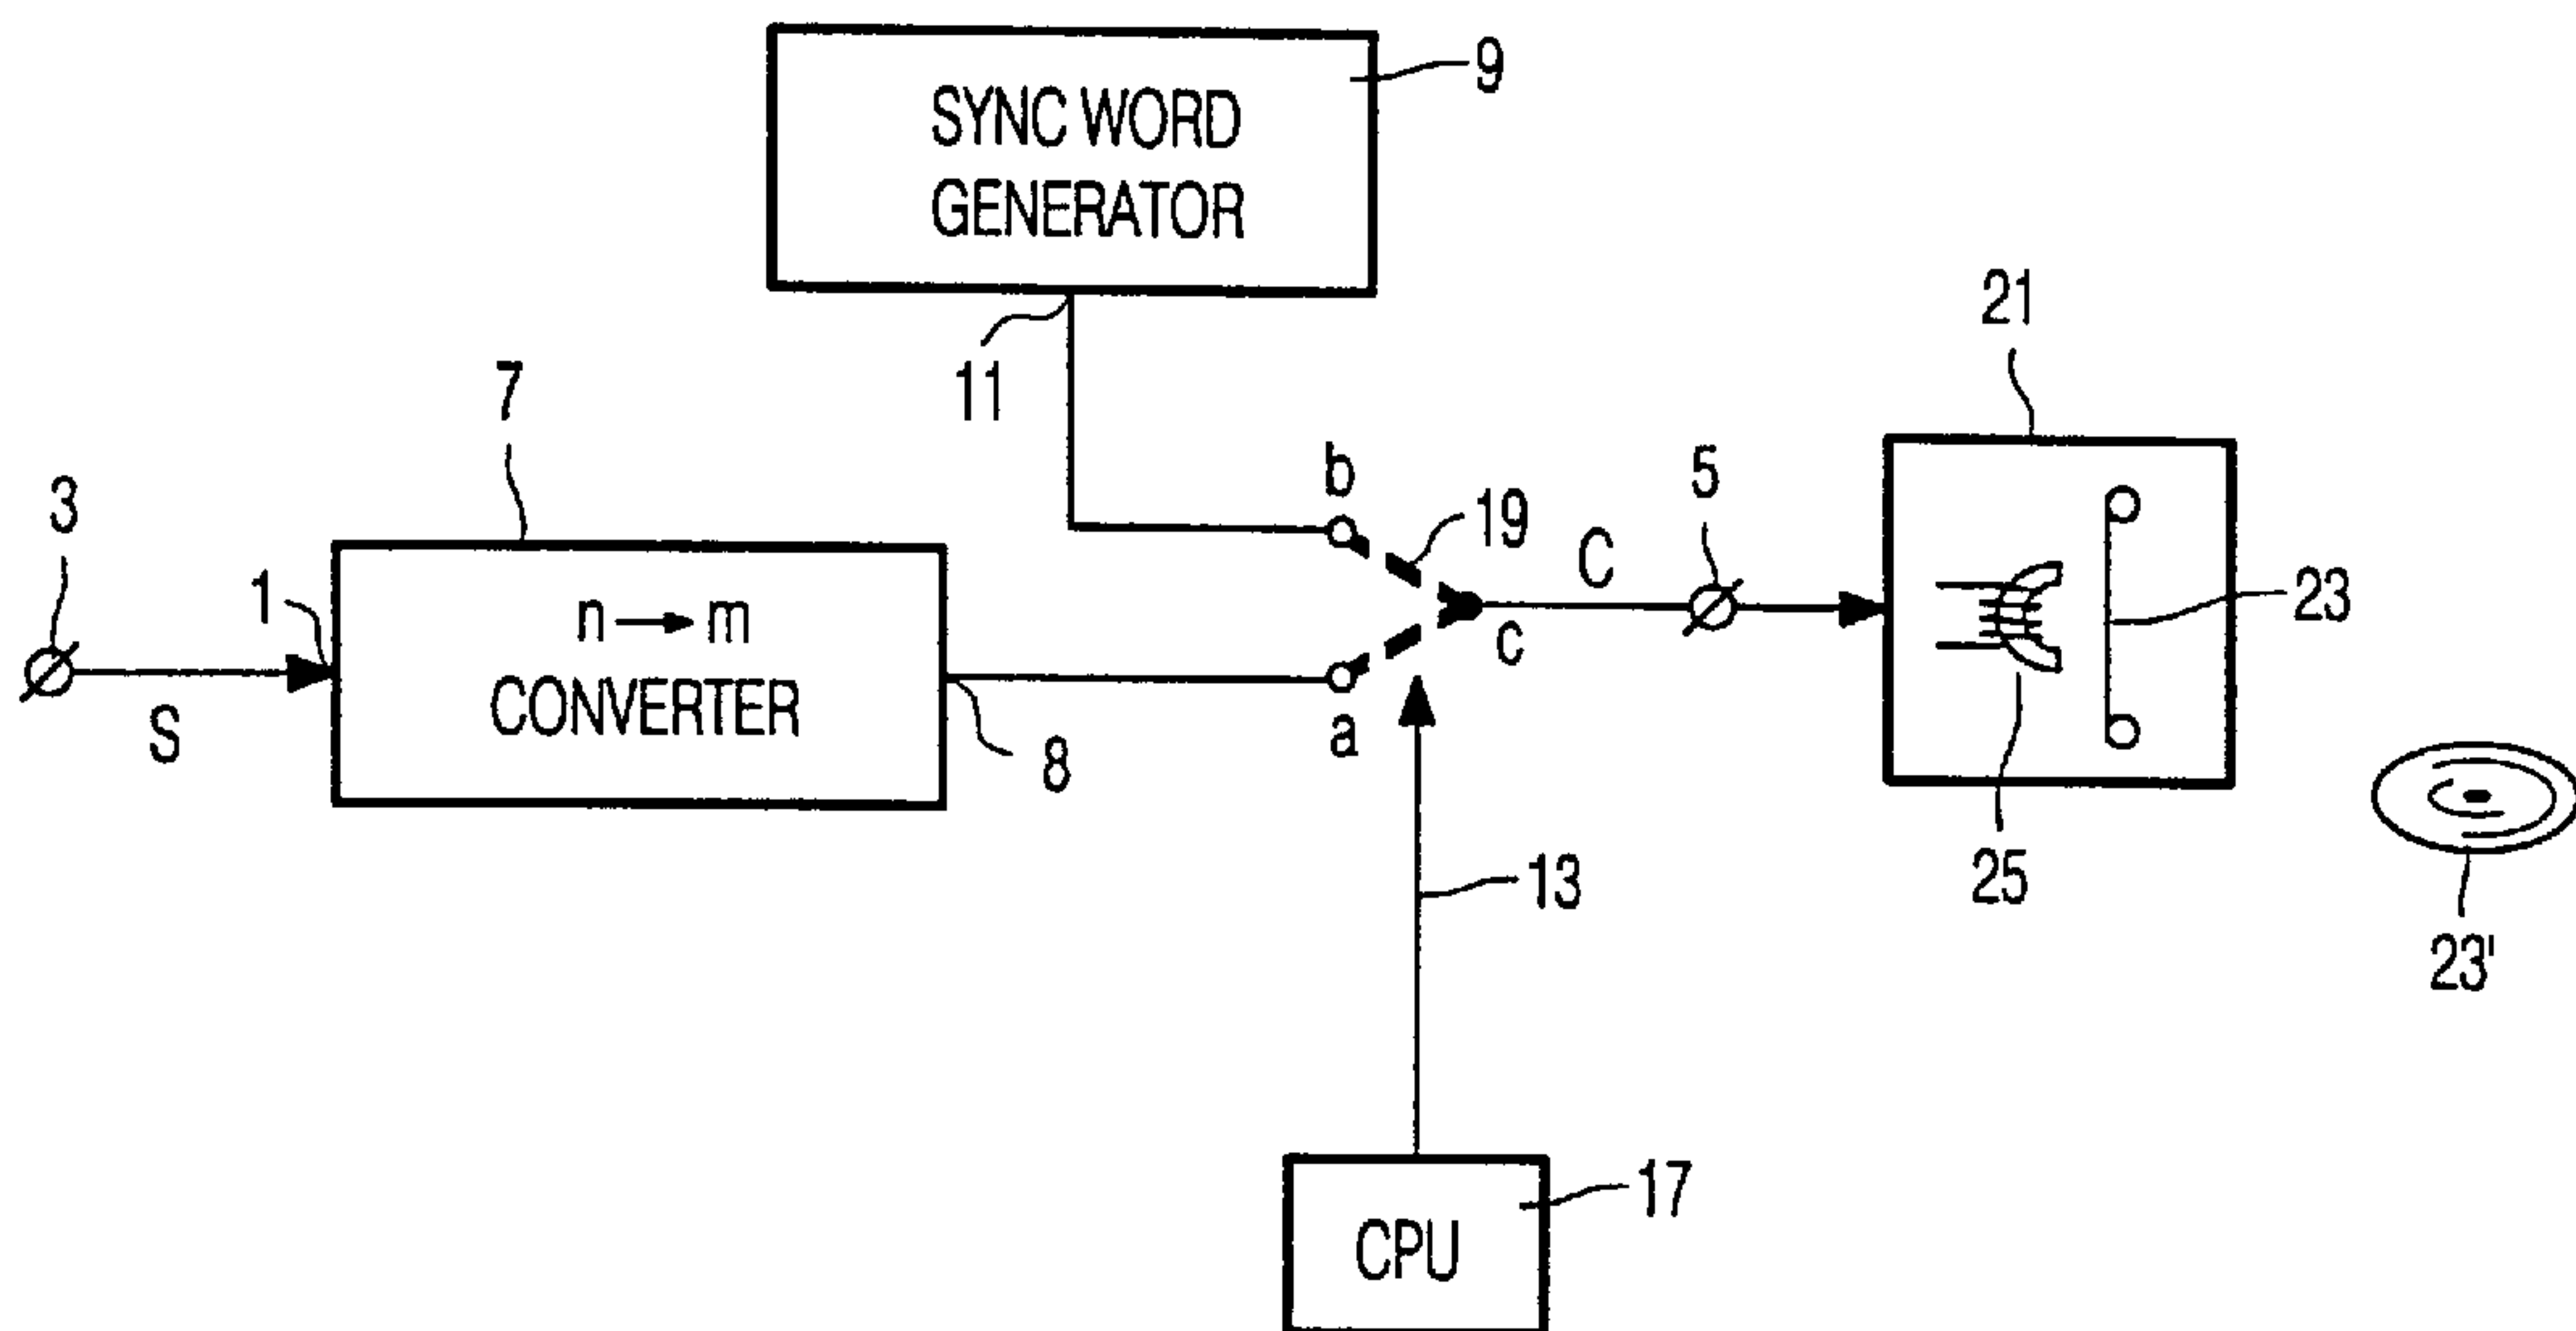 SYNC WORD
GENERATOR
9
11
21
7
3
1
n → m
CONVERTER
S
8
b
19
a
c
C
5
23
25
23'
13
17
CPU